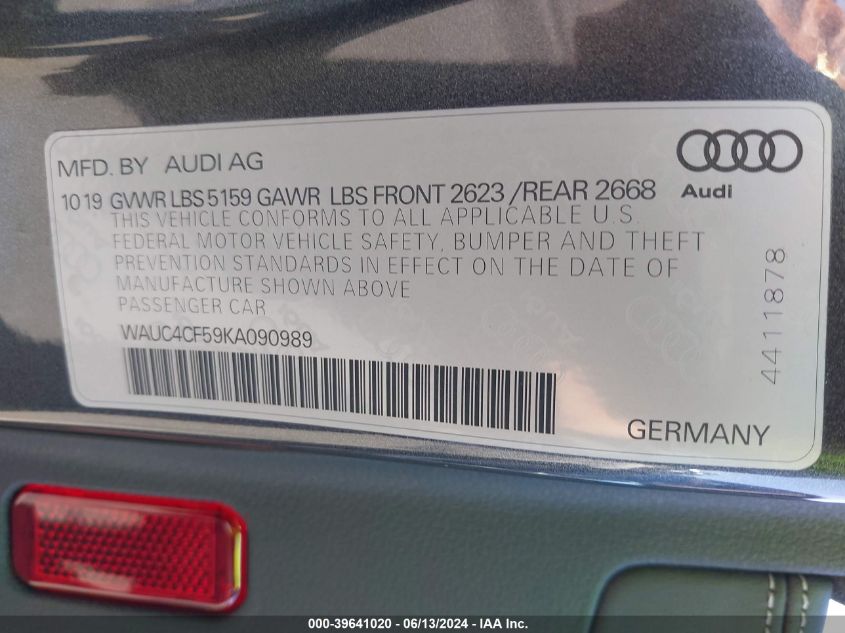 MFD. BY AUDI AG
Audi
10 19 GVWR LBS 5159 GAWR LBS FRONT 2623 /REAR 2668
THIS VEHICLE CONFORMS TO ALL APPLICABLE U.S.
FEDERAL MOTOR VEHICLE SAFETY, BUMPER AND THEFT
PREVENTION STANDARDS IN EFFECT ON THE DATE OF
MANUFACTURE SHOWN ABOVE
PASSENGER CAR
WAUC4CF59KA090989
4411878
GERMANY
000-39641020 - 06/13/2024 - IAA Inc.